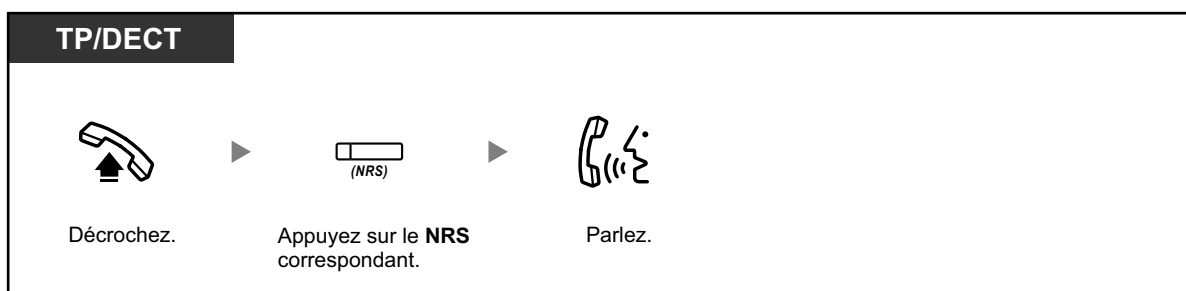 TP/DECT
(NRS)
Décrochez.
Appuyez sur le NRS
correspondant.
Parlez.